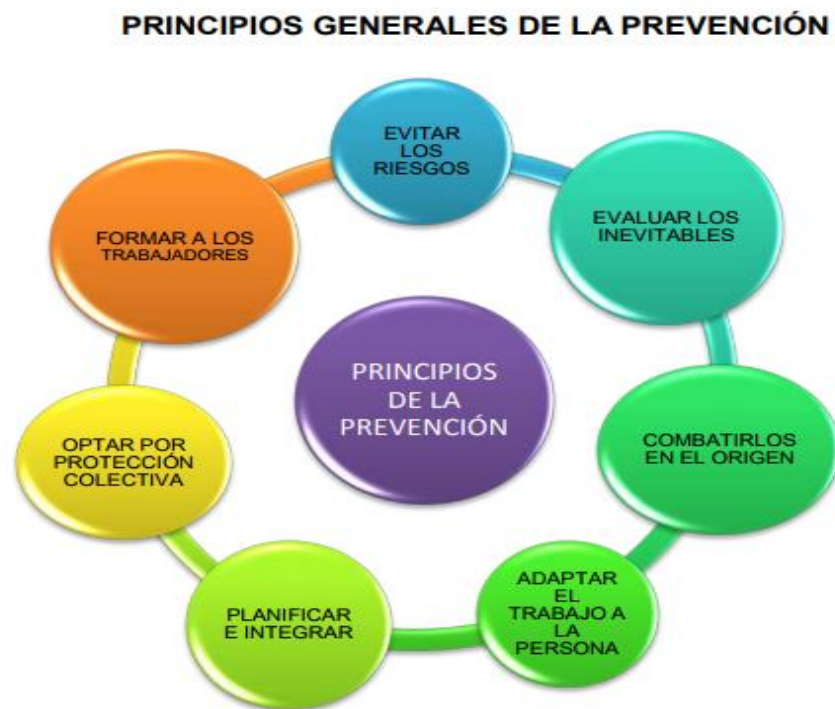 PRINCIPIOS GENERALES DE LA PREVENCIÓN
EVITAR
LOS
RIESGOS
EVALUAR LOS
INEVITABLES
COMBATIRLOS
EN EL ORIGEN
ADAPTAR
EL
TRABAJO A
LA
PERSONA
PLANIFICAR
E INTEGRAR
OPTAR POR
PROTECCIÓN
COLECTIVA
FORMAR A LOS
TRABAJADORES
PRINCIPIOS
DE LA
PREVENCIÓN